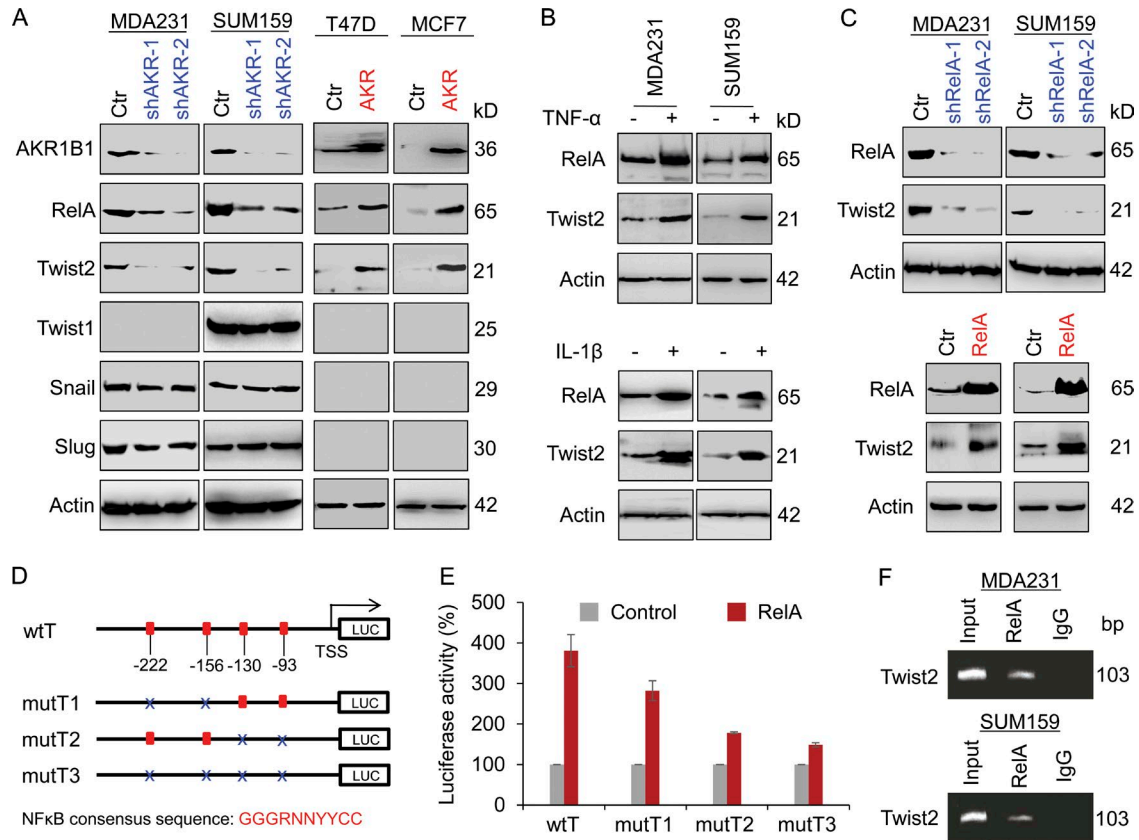 A
MDA231 SUM159 T47D MCF7
Ctr shAKR-1 shAKR-2 Ctr shAKR-1 shAKR-2 Ctr AKR Ctr AKR kD
AKR1B1 36
RelA 65
Twist2 21
Twist1 25
Snail 29
Slug 30
Actin 42
B
MDA231 SUM159
TNF-α - + - + kD
RelA 65
Twist2 21
Actin 42
IL-1β - + - +
RelA 65
Twist2 21
Actin 42
C
MDA231 SUM159
Ctr shRelA-1 shRelA-2 Ctr shRelA-1 shRelA-2 kD
RelA 65
Twist2 21
Actin 42
Ctr RelA Ctr RelA
RelA 65
Twist2 21
Actin 42
D
wtT LUC
-222 -156 -130 -93 TSS
mutT1 x x LUC
mutT2 x x LUC
mutT3 x x x x LUC
NFκB consensus sequence: GGGRNNYYCC
E
Luciferase activity (%)
500
400
300
200
100
0
Control RelA
wtT mutT1 mutT2 mutT3
F
MDA231
Input RelA IgG bp
Twist2 103
SUM159
Input RelA IgG
Twist2 103